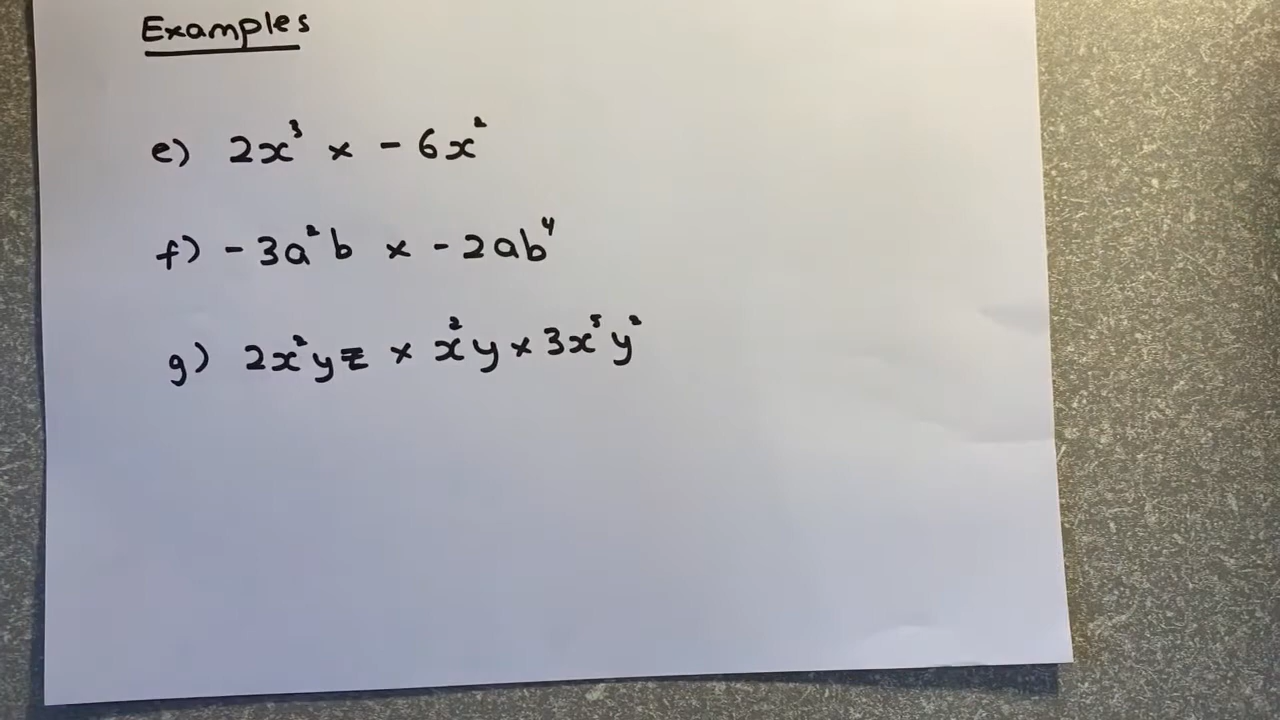 Examples
e) 2x³ × - 6x²
f) - 3a²b × - 2ab⁴
g) 2x²yz × x²y × 3x⁵y²